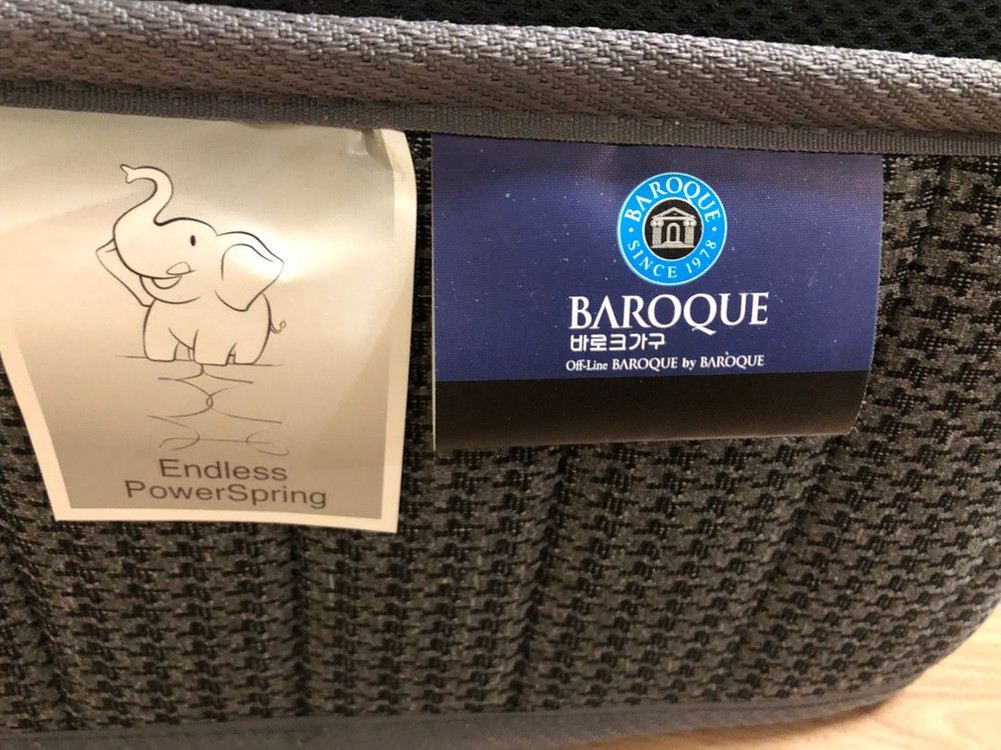 Endless
PowerSpring
BAROQUE
SINCE 1978
BAROQUE
바로크가구
Off-Line BAROQUE by BAROQUE